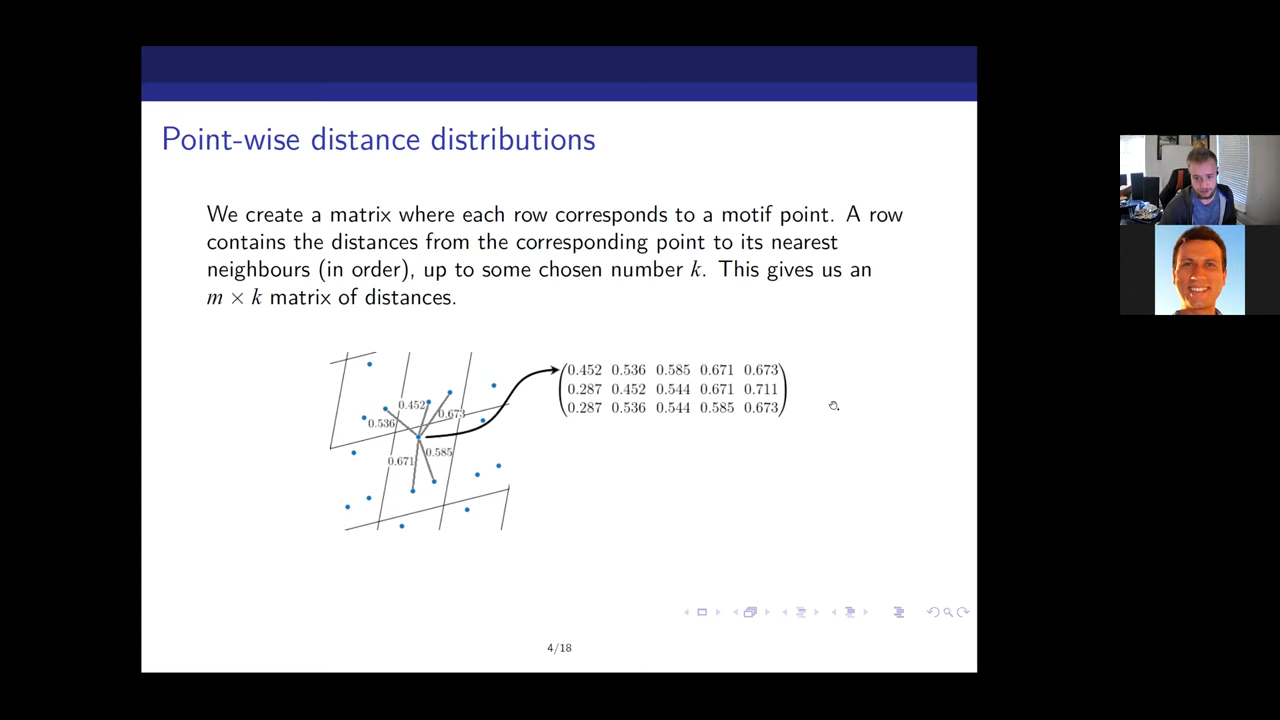 Point-wise distance distributions
We create a matrix where each row corresponds to a motif point. A row
contains the distances from the corresponding point to its nearest
neighbours (in order), up to some chosen number k. This gives us an
m × k matrix of distances.
0.452
0.673
0.536
0.585
0.671
0.452 0.536 0.585 0.671 0.673
0.287 0.452 0.544 0.671 0.711
0.287 0.536 0.544 0.585 0.673
4/18